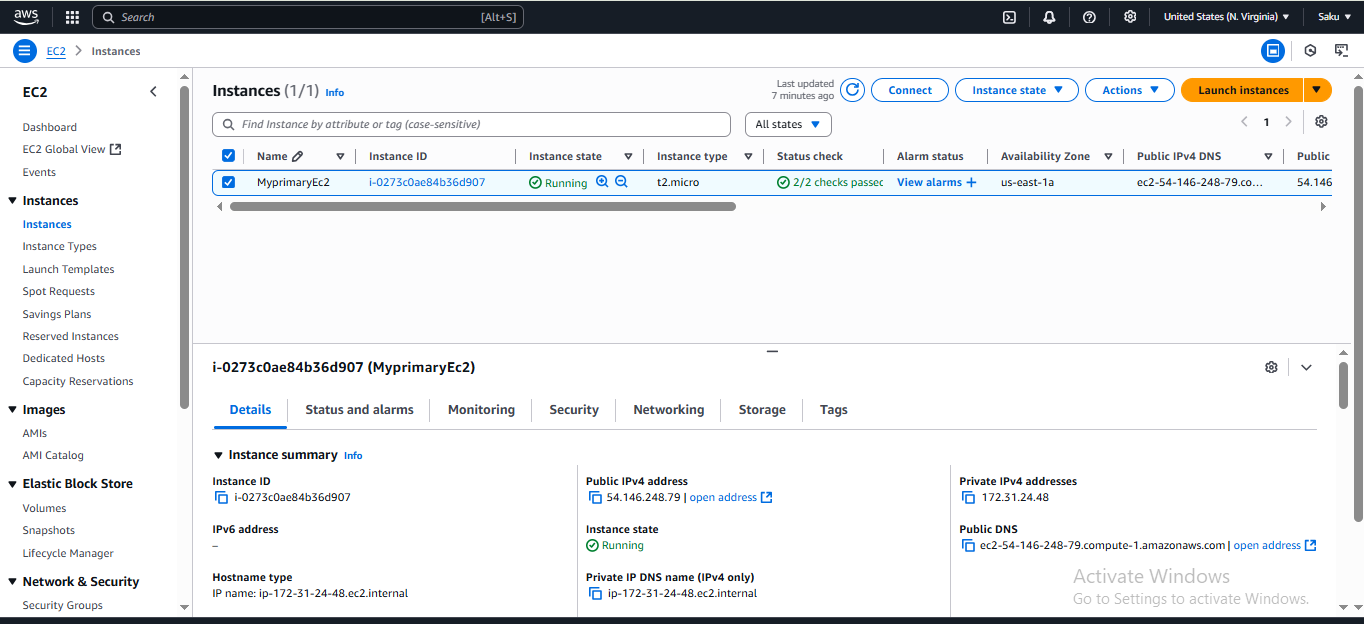 aws Search [Alt+S] United States (N. Virginia) Saku
EC2 Instances
EC2
Dashboard
EC2 Global View
Events
Instances
Instances
Instance Types
Launch Templates
Spot Requests
Savings Plans
Reserved Instances
Dedicated Hosts
Capacity Reservations
Images
AMIs
AMI Catalog
Elastic Block Store
Volumes
Snapshots
Lifecycle Manager
Network & Security
Security Groups
Instances (1/1) Info
Last updated
7 minutes ago
Connect Instance state Actions Launch instances
Find Instance by attribute or tag (case-sensitive) All states 1
Name Instance ID Instance state Instance type Status check Alarm status Availability Zone Public IPv4 DNS Public
MyprimaryEc2 i-0273c0ae84b36d907 Running t2.micro 2/2 checks passec View alarms + us-east-1a ec2-54-146-248-79.co... 54.146
i-0273c0ae84b36d907 (MyprimaryEc2)
Details Status and alarms Monitoring Security Networking Storage Tags
Instance summary Info
Instance ID
i-0273c0ae84b36d907
IPv6 address
–
Hostname type
IP name: ip-172-31-24-48.ec2.internal
Public IPv4 address
54.146.248.79 | open address
Instance state
Running
Private IP DNS name (IPv4 only)
ip-172-31-24-48.ec2.internal
Private IPv4 addresses
172.31.24.48
Public DNS
ec2-54-146-248-79.compute-1.amazonaws.com | open address
Activate Windows
Go to Settings to activate Windows.